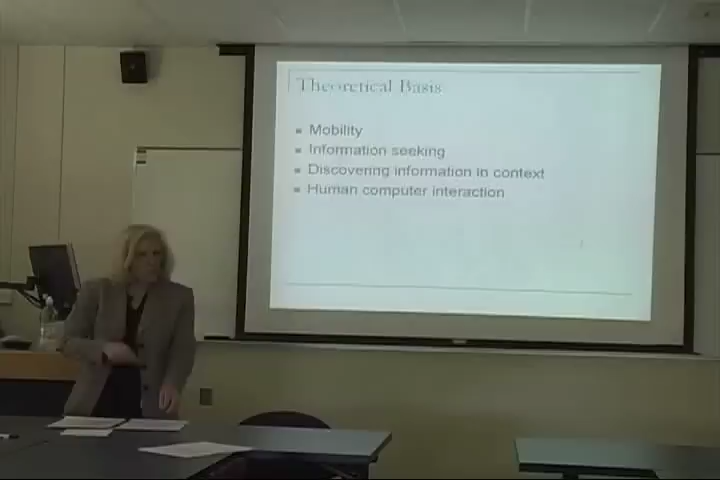 Theoretical Basis
Mobility
Information seeking
Discovering information in context
Human computer interaction